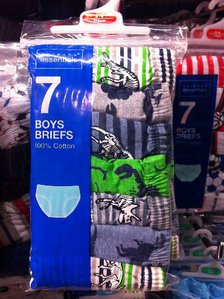 essentials
7
BOYS
BRIEFS
100% Cotton
7
BOYS
BRIEFS